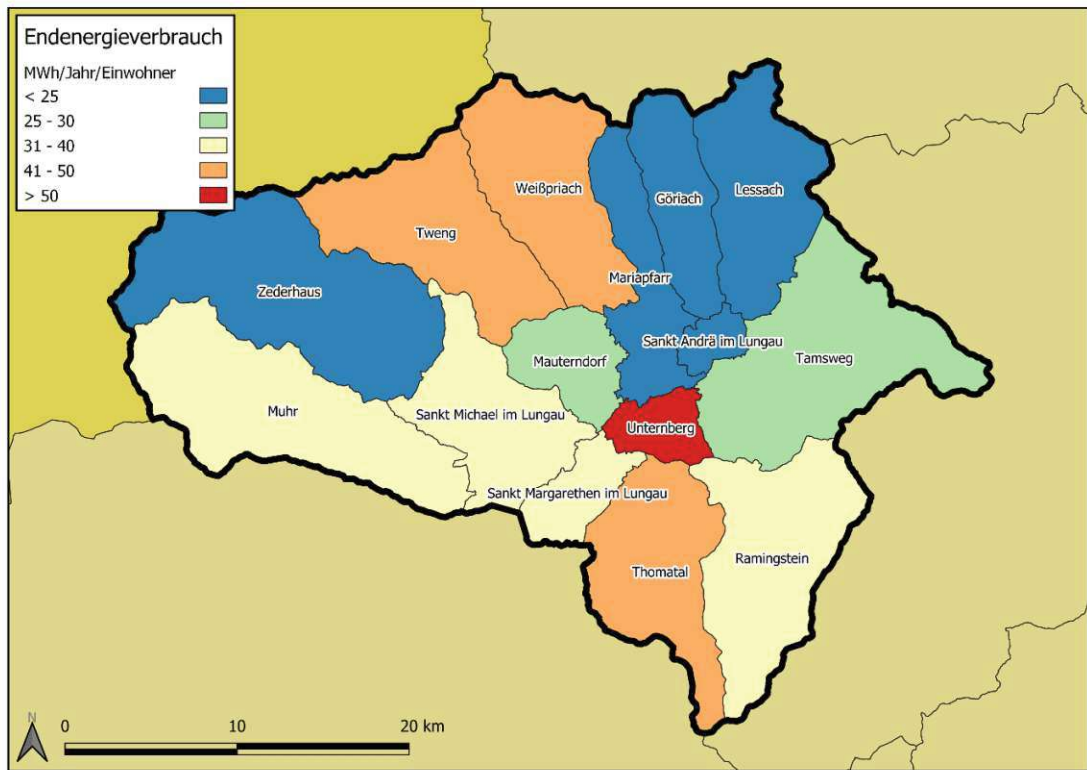 Endenergieverbrauch
MWh/Jahr/Einwohner
< 25
25 - 30
31 - 40
41 - 50
> 50
Weißpriach
Göriach
Lessach
Tweng
Mariapfarr
Zederhaus
Sankt Andrä im Lungau
Mauterndorf
Tamsweg
Muhr
Sankt Michael im Lungau
Unternberg
Sankt Margarethen im Lungau
Ramingstein
Thomatal
N
0 10 20 km